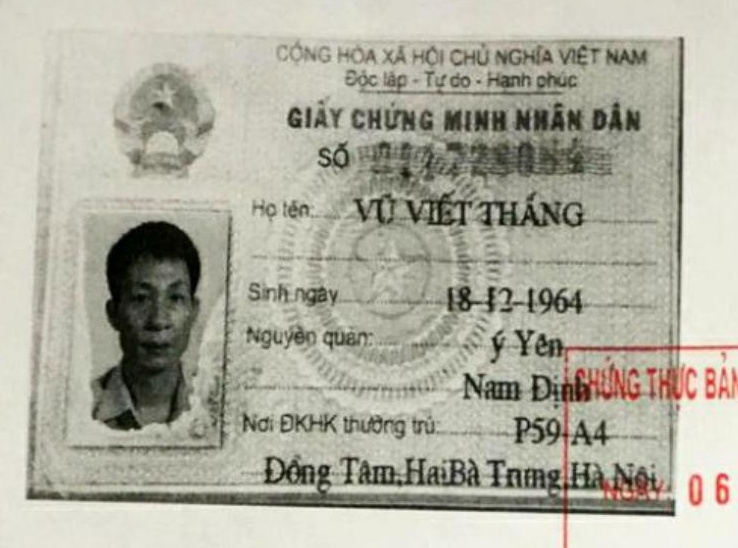 CỘNG HÒA XÃ HỘI CHỦ NGHĨA VIỆT NAM
Độc lập - Tự do - Hạnh phúc
GIẤY CHỨNG MINH NHÂN DÂN
SỐ
Họ tên: VŨ VIẾT THẮNG
Sinh ngày 18-12-1964
Nguyên quán: ý Yên
Nam Định
CHỨNG THỰC BẢN
Nơi ĐKHK thường trú: P59-A4
Đồng Tâm,Hai Bà Trưng,Hà Nội
NGÀY 06